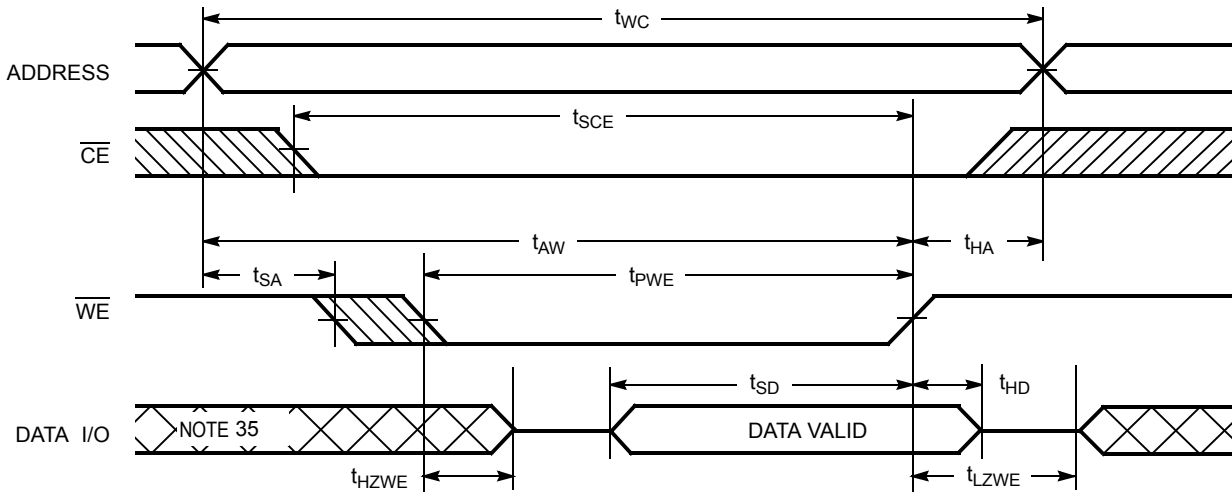 tWC
ADDRESS
tSCE
CE
tAW
tHA
tSA
tPWE
WE
tSD
tHD
DATA I/O
NOTE 35
DATA VALID
tHZWE
tLZWE